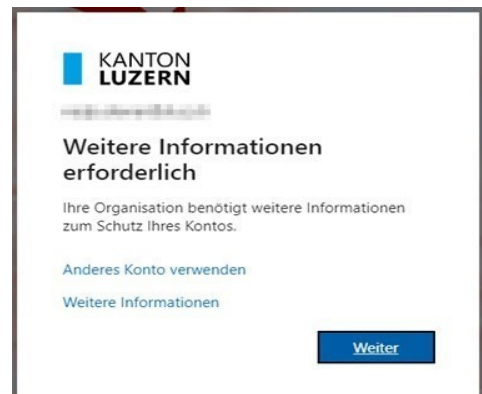 KANTON
LUZERN
Weitere Informationen
erforderlich
Ihre Organisation benötigt weitere Informationen
zum Schutz Ihres Kontos.
Anderes Konto verwenden
Weitere Informationen
Weiter